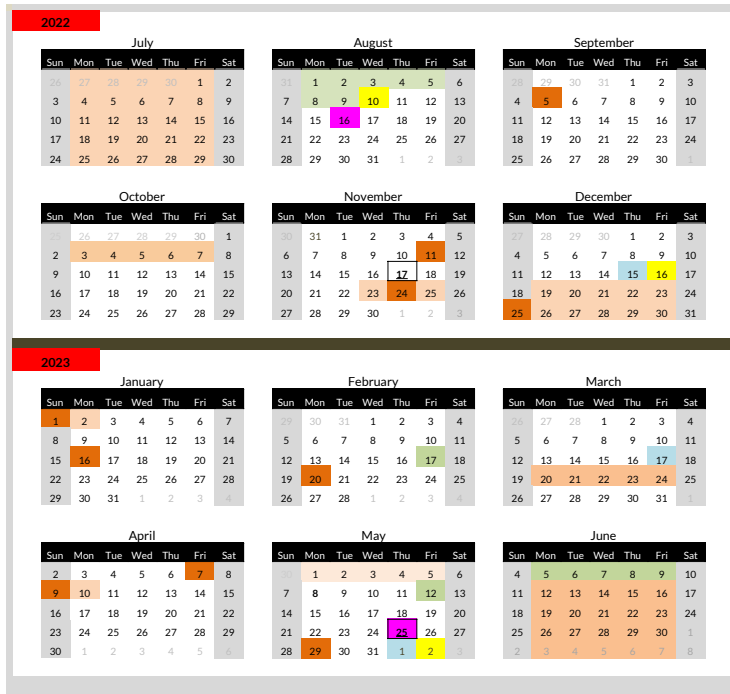 2022
July
Sun Mon Tue Wed Thu Fri Sat
26 27 28 29 30 1 2
3 4 5 6 7 8 9
10 11 12 13 14 15 16
17 18 19 20 21 22 23
24 25 26 27 28 29 30
August
Sun Mon Tue Wed Thu Fri Sat
31 1 2 3 4 5 6
7 8 9 10 11 12 13
14 15 16 17 18 19 20
21 22 23 24 25 26 27
28 29 30 31 1 2 3
September
Sun Mon Tue Wed Thu Fri Sat
28 29 30 31 1 2 3
4 5 6 7 8 9 10
11 12 13 14 15 16 17
18 19 20 21 22 23 24
25 26 27 28 29 30 1
October
Sun Mon Tue Wed Thu Fri Sat
25 26 27 28 29 30 1
2 3 4 5 6 7 8
9 10 11 12 13 14 15
16 17 18 19 20 21 22
23 24 25 26 27 28 29
November
Sun Mon Tue Wed Thu Fri Sat
30 31 1 2 3 4 5
6 7 8 9 10 11 12
13 14 15 16 17 18 19
20 21 22 23 24 25 26
27 28 29 30 1 2 3
December
Sun Mon Tue Wed Thu Fri Sat
27 28 29 30 1 2 3
4 5 6 7 8 9 10
11 12 13 14 15 16 17
18 19 20 21 22 23 24
25 26 27 28 29 30 31
2023
January
Sun Mon Tue Wed Thu Fri Sat
1 2 3 4 5 6 7
8 9 10 11 12 13 14
15 16 17 18 19 20 21
22 23 24 25 26 27 28
29 30 31 1 2 3 4
February
Sun Mon Tue Wed Thu Fri Sat
29 30 31 1 2 3 4
5 6 7 8 9 10 11
12 13 14 15 16 17 18
19 20 21 22 23 24 25
26 27 28 1 2 3 4
March
Sun Mon Tue Wed Thu Fri Sat
26 27 28 1 2 3 4
5 6 7 8 9 10 11
12 13 14 15 16 17 18
19 20 21 22 23 24 25
26 27 28 29 30 31 1
April
Sun Mon Tue Wed Thu Fri Sat
2 3 4 5 6 7 8
9 10 11 12 13 14 15
16 17 18 19 20 21 22
23 24 25 26 27 28 29
30 1 2 3 4 5 6
May
Sun Mon Tue Wed Thu Fri Sat
30 1 2 3 4 5 6
7 8 9 10 11 12 13
14 15 16 17 18 19 20
21 22 23 24 25 26 27
28 29 30 31 1 2 3
June
Sun Mon Tue Wed Thu Fri Sat
4 5 6 7 8 9 10
11 12 13 14 15 16 17
18 19 20 21 22 23 24
25 26 27 28 29 30 1
2 3 4 5 6 7 8